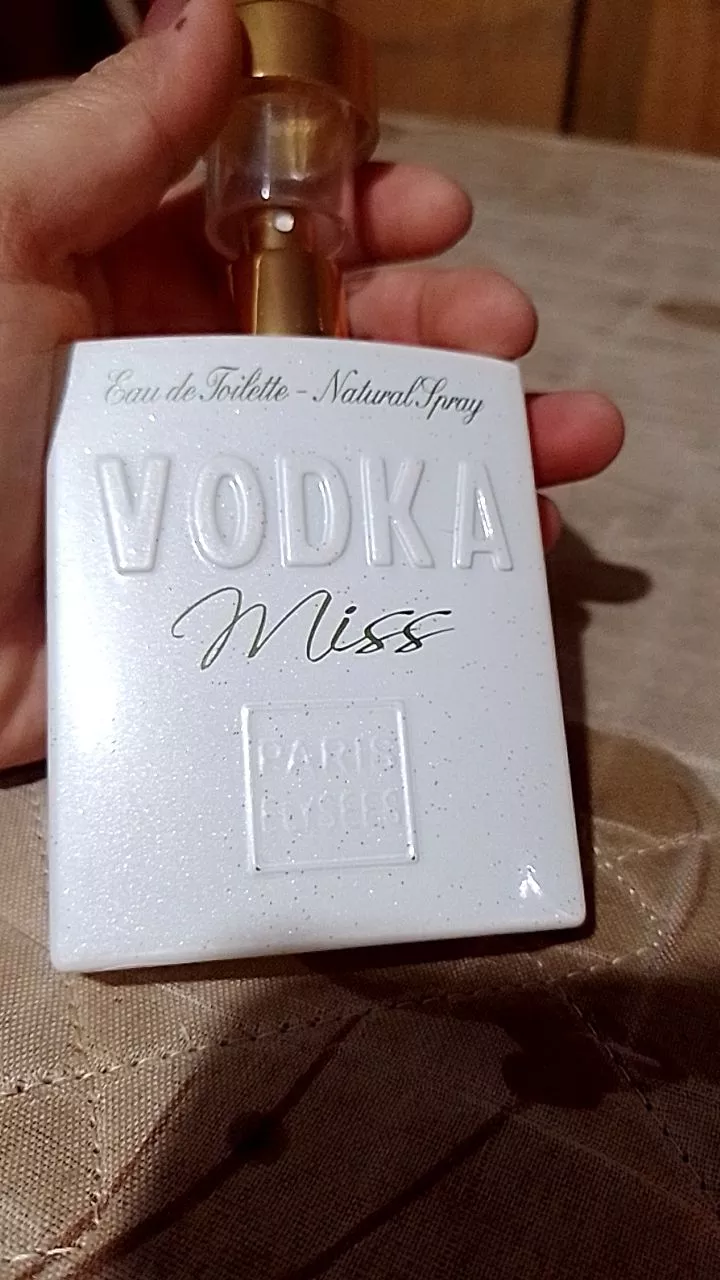 Eau de Toilette - Natural Spray
VODKA
Miss
PARIS
ELYSEES